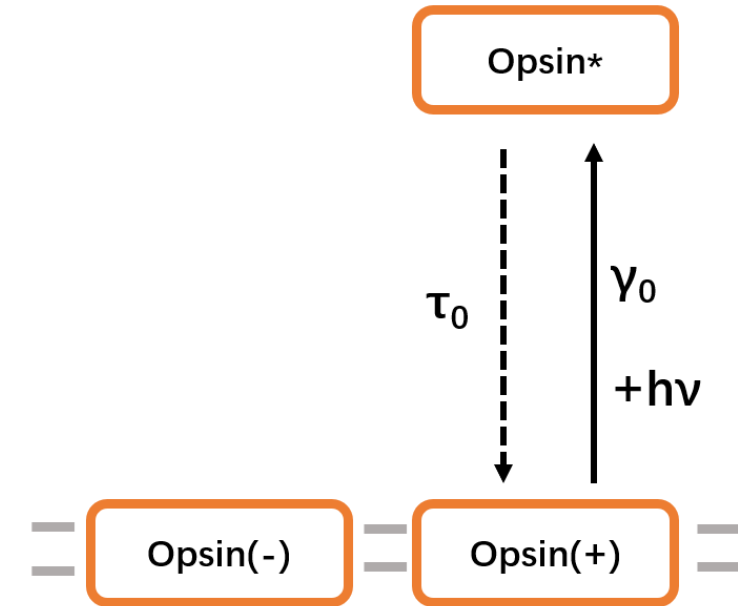 Opsin*
τ₀
γ₀
+hν
Opsin(-)
Opsin(+)